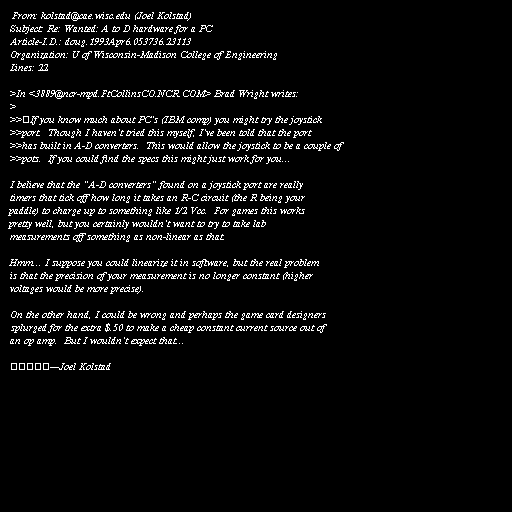 From: kolstad@cae.wisc.edu (Joel Kolstad)
Subject: Re: Wanted: A to D hardware for a PC
Article-I.D.: doug.1993Apr6.053736.23113
Organization: U of Wisconsin-Madison College of Engineering
Lines: 22

>In <3889@ncr-mpd.FtCollinsCO.NCR.COM> Brad Wright writes:
>
>>□If you know much about PC's (IBM comp) you might try the joystick
>>port.  Though I haven't tried this myself, I've been told that the port
>>has built in A-D converters.  This would allow the joystick to be a couple of
>>pots.  If you could find the specs this might just work for you...

I believe that the "A-D converters" found on a joystick port are really
timers that tick off how long it takes an R-C circuit (the R being your
paddle) to charge up to something like 1/2 Vcc.  For games this works
pretty well, but you certainly wouldn't want to try to take lab
measurements off something as non-linear as that.

Hmm... I suppose you could linearize it in software, but the real problem
is that the precision of your measurement is no longer constant (higher
voltages would be more precise).

On the other hand, I could be wrong and perhaps the game card designers
splurged for the extra $.50 to make a cheap constant current source out of
an op amp.  But I wouldn't expect that...

□□□□□---Joel Kolstad